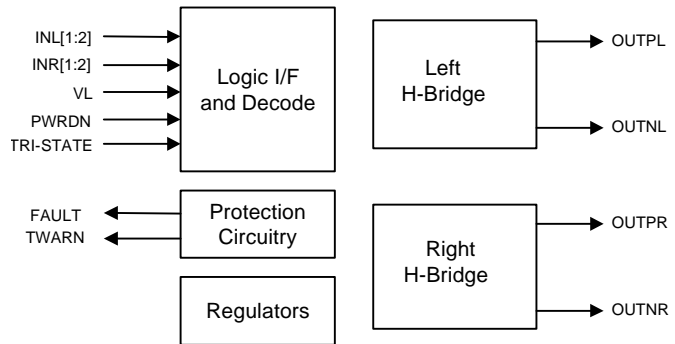 INL[1:2]
INR[1:2]
VL
PWRDN
TRI-STATE
Logic I/F
and Decode
Left
H-Bridge
OUTPL
OUTNL
FAULT
TWARN
Protection
Circuitry
Regulators
Right
H-Bridge
OUTPR
OUTNR